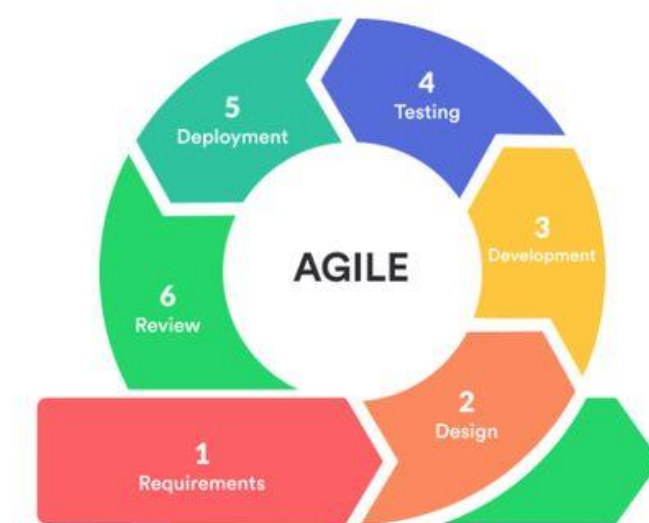 AGILE
1
Requirements
2
Design
3
Development
4
Testing
5
Deployment
6
Review